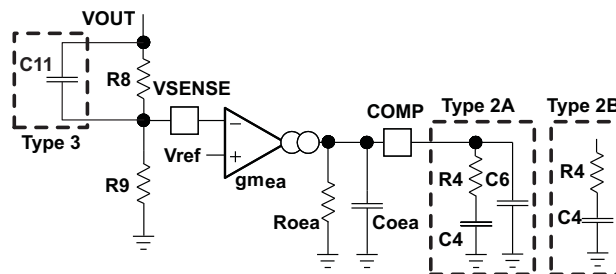 VOUT
C11
R8
VSENSE
COMP
Type 2A
Type 2B
Type 3
Vref
gmea
R9
Roea
Coea
R4
C6
C4
R4
C4
−
+